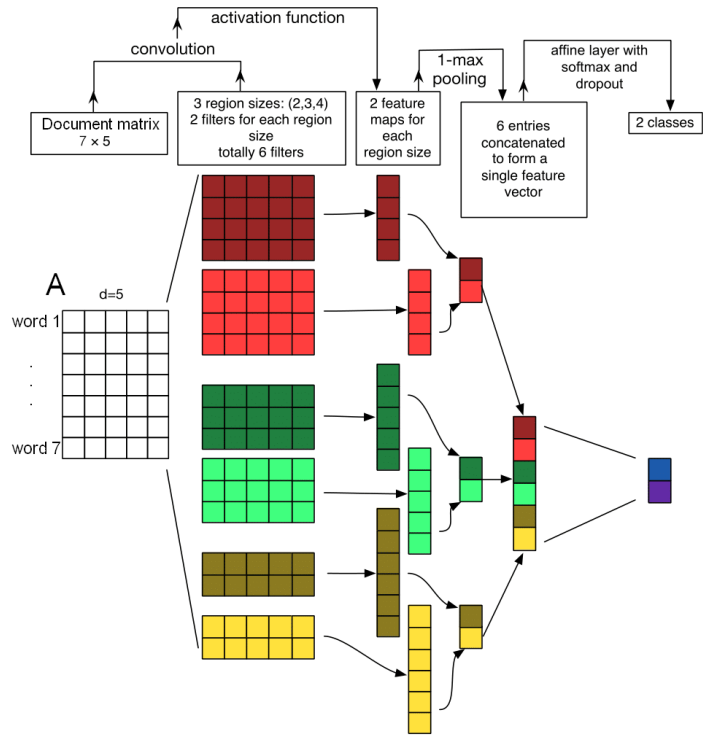 activation function
convolution
1-max
pooling
affine layer with
softmax and
dropout
Document matrix
7 × 5
3 region sizes: (2,3,4)
2 filters for each region
size
totally 6 filters
2 feature
maps for
each
region size
6 entries
concatenated
to form a
single feature
vector
2 classes
A
d=5
word 1
.
.
.
word 7